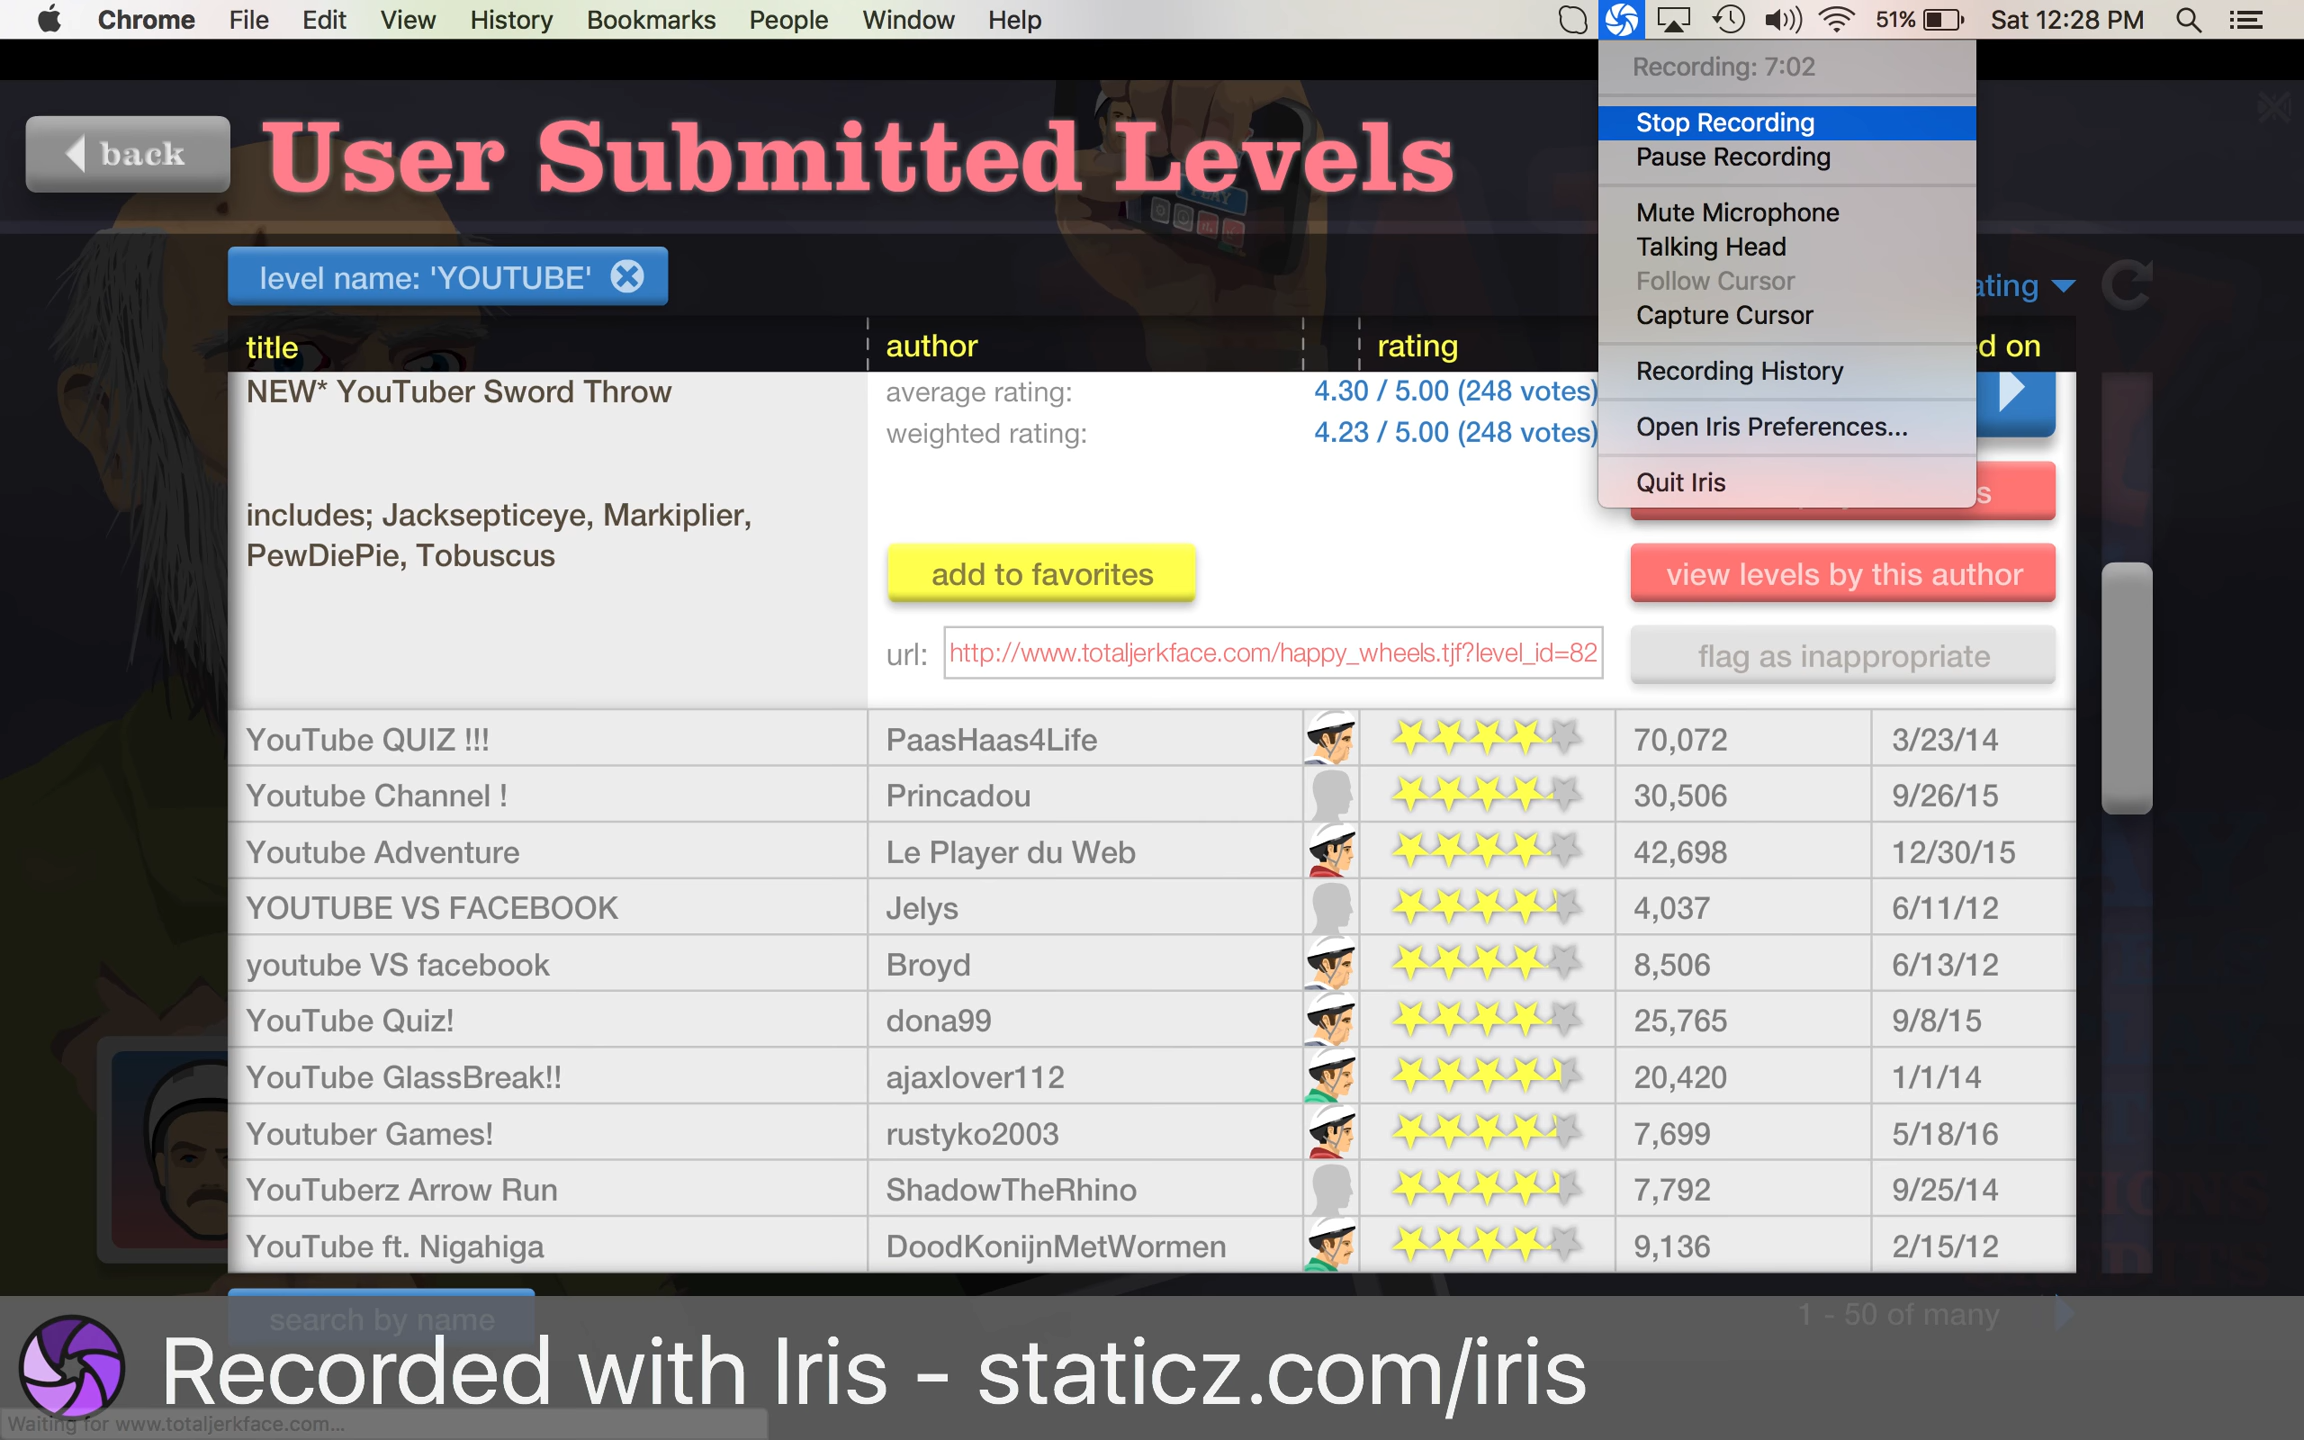 Chrome File Edit View History Bookmarks People Window Help 51% Sat 12:28 PM
Recording: 7:02
Stop Recording
Pause Recording
Mute Microphone
Talking Head
Follow Cursor
Capture Cursor
Recording History
Open Iris Preferences...
Quit Iris
back User Submitted Levels
PLAY
level name: 'YOUTUBE' ating
title author rating d on
NEW* YouTuber Sword Throw average rating: 4.30 / 5.00 (248 votes)
weighted rating: 4.23 / 5.00 (248 votes)
s
includes; Jacksepticeye, Markiplier,
PewDiePie, Tobuscus
add to favorites view levels by this author
url: http://www.totaljerkface.com/happy_wheels.tjf?level_id=82 flag as inappropriate
YouTube QUIZ !!! PaasHaas4Life 70,072 3/23/14
Youtube Channel ! Princadou 30,506 9/26/15
Youtube Adventure Le Player du Web 42,698 12/30/15
YOUTUBE VS FACEBOOK Jelys 4,037 6/11/12
youtube VS facebook Broyd 8,506 6/13/12
YouTube Quiz! dona99 25,765 9/8/15
YouTube GlassBreak!! ajaxlover112 20,420 1/1/14
Youtuber Games! rustyko2003 7,699 5/18/16
YouTuberz Arrow Run ShadowTheRhino 7,792 9/25/14
YouTube ft. Nigahiga DoodKonijnMetWormen 9,136 2/15/12
search by name 1 - 50 of many
Recorded with Iris - staticz.com/iris
Waiting for www.totaljerkface.com...